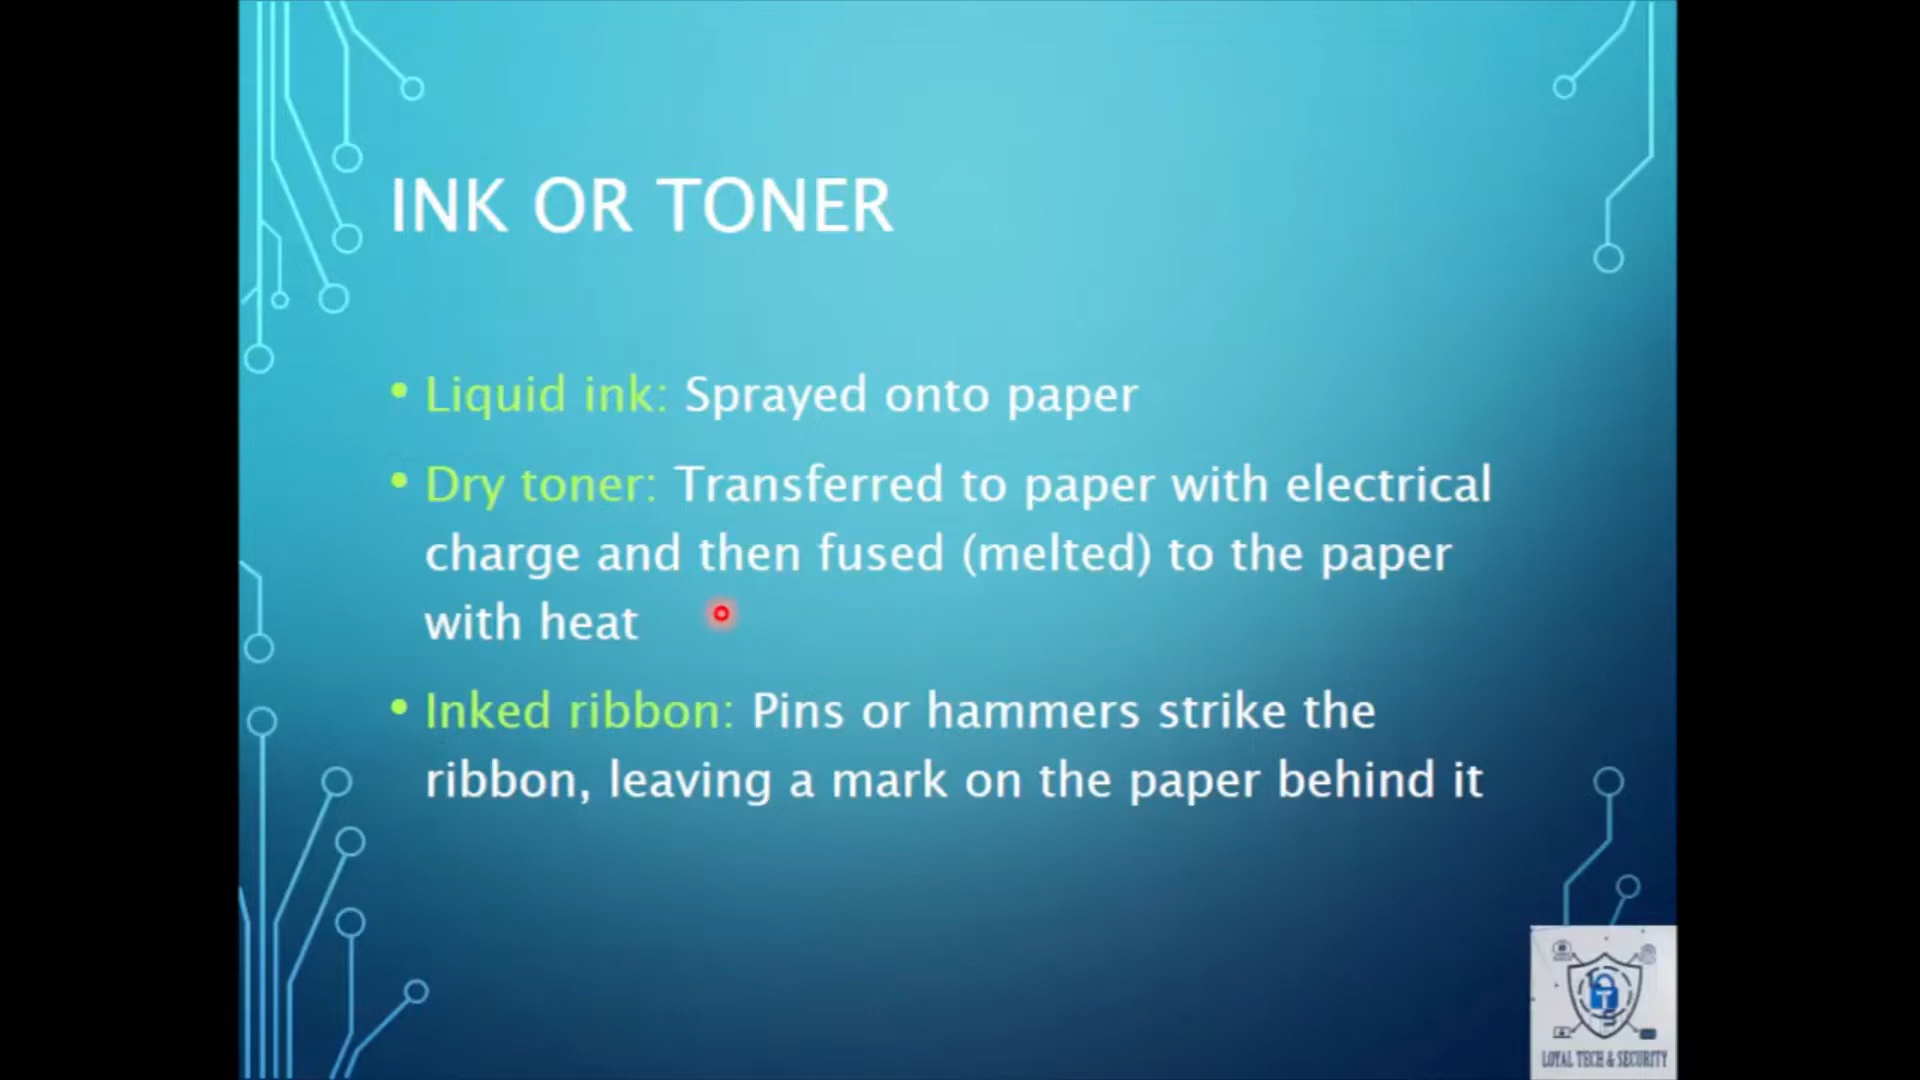 INK OR TONER
• Liquid ink: Sprayed onto paper
• Dry toner: Transferred to paper with electrical
charge and then fused (melted) to the paper
with heat
• Inked ribbon: Pins or hammers strike the
ribbon, leaving a mark on the paper behind it
T
LOYAL TECH & SECURITY